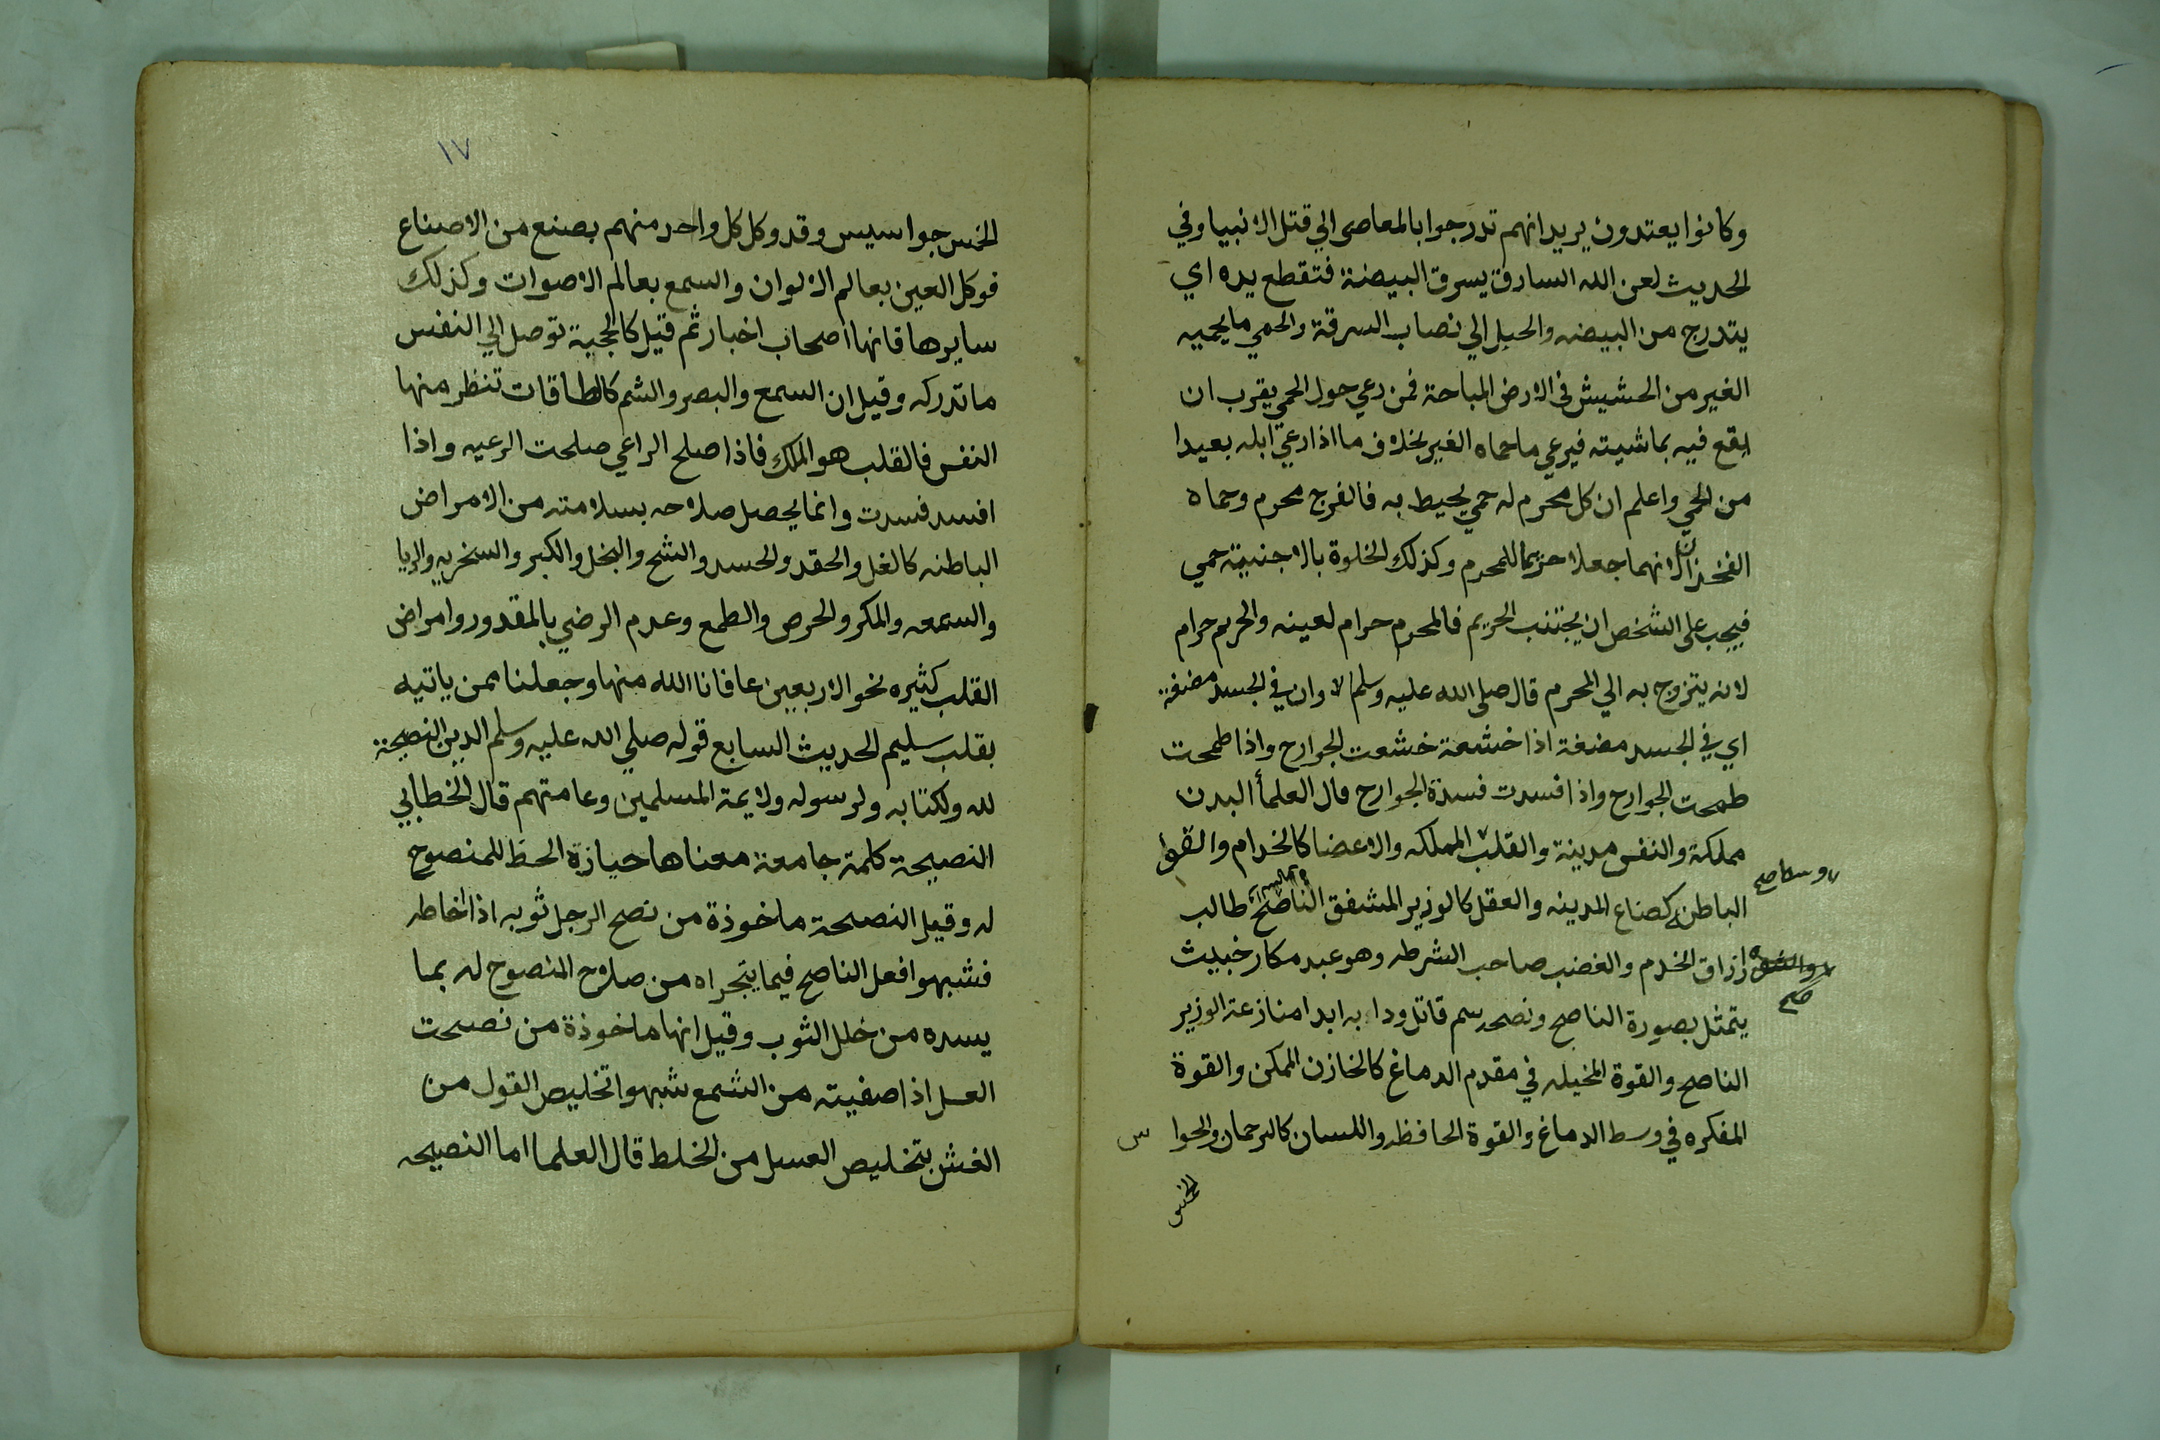 وكانوا يعتدون يريد انهم تدرجوا بالمعاصي الي قتل الانبيا وفي
الحديث لعن الله السارق يسرق البيضة فتقطع يده اي
يتدرج من البيضه والحبل الي نصاب السرقة والحمي ما يحميه
الغير من الحشيش في الارض المباحة فمن رعي حول الحمي يقرب ان
يقع فيه بماشيته فيرعي ما حماه الغير بخلاف ما اذا رعي ابله بعيدا
من الحمي واعلم ان كل محرم له حمي يحيط به فالفرج محرم وحماه
الفخذان لانهما جعلا حريما للمحرم وكذلك الخلوة بالاجنبية حمي
فيجب على الشخص ان يجتنب الحريم فالمحرم حرام لعينه والحريم حرام
لانه يتزوج به الي المحرم قال صلى الله عليه وسلم الا وان في الجسد مضغة
اي في الجسد مضغة اذا خشعة خشعت الجوارح واذا طمحت
طمحت الجوارح واذا فسدت فسدة الجوارح قال العلمأ البدن
مملكة والنفس مدينة والقلب المملكه والاعضا كالخدام والقوا
وسط صح
الباطنة كصناع المدينه والعقل كالوزير المشفق الناصح طالب
ارزاق الخدم والغضب صاحب الشرطه وهو عبد مكار خبيث
صح
يتمثل بصورة الناصح ونصحه سم قاتل ودابه ابدا منازعة الوزير
الناصح والقوة المخيله في مقدم الدماغ كالخازن الممكن والقوة
المفكره في وسط الدماغ والقوة الحافظه واللسان كالترجمان والحوا س
الخمس
١٧
الخمس جواسيس وقد وكل كل واحد منهم بصنع من الاصناع
فوكل العين بعالم الالوان والسمع بعالم الاصوات وكذلك
سايرها فانها اصحاب اخبار ثم قيل كالحجبة توصل الي النفس
ما تدركه وقيل ان السمع والبصر والشم كالطاقات تنظر منها
النفس فالقلب هو الملك فاذا صلح الراعي صلحت الرعيه واذا
افسد فسدت وانما يحصل صلاحه بسلامته من الامراض
الباطنه كالغل والحقد والحسد والشح والبخل والكبر والسخريه والريا
والسمعه والمكر والحرص والطمع وعدم الرضي بالمقدور وامراض
القلب كثيره نحو الاربعين عافانا الله منها وجعلنا ممن ياتيه
بقلب سليم الحديث السابع قوله صلي الله عليه وسلم الدين النصيحة
لله ولكتابه ولرسوله ولايمة المسلمين وعامتهم قال الخطابي
النصيحة كلمة جامعة معناها حيازة الحظ للمنصوح
له وقيل النصيحة ماخوذة من نصح الرجل ثوبه اذا خاطه
فشبهوا فعل الناصح فيما يتحراه من صلاح المنصوح له بما
يسده من خلل الثوب وقيل انها ماخوذة من نصحت
العسل اذا صفيته من الشمع شبهوا تخليص القول من
الغش بتخليص العسل من الخلط قال العلما اما النصيحه